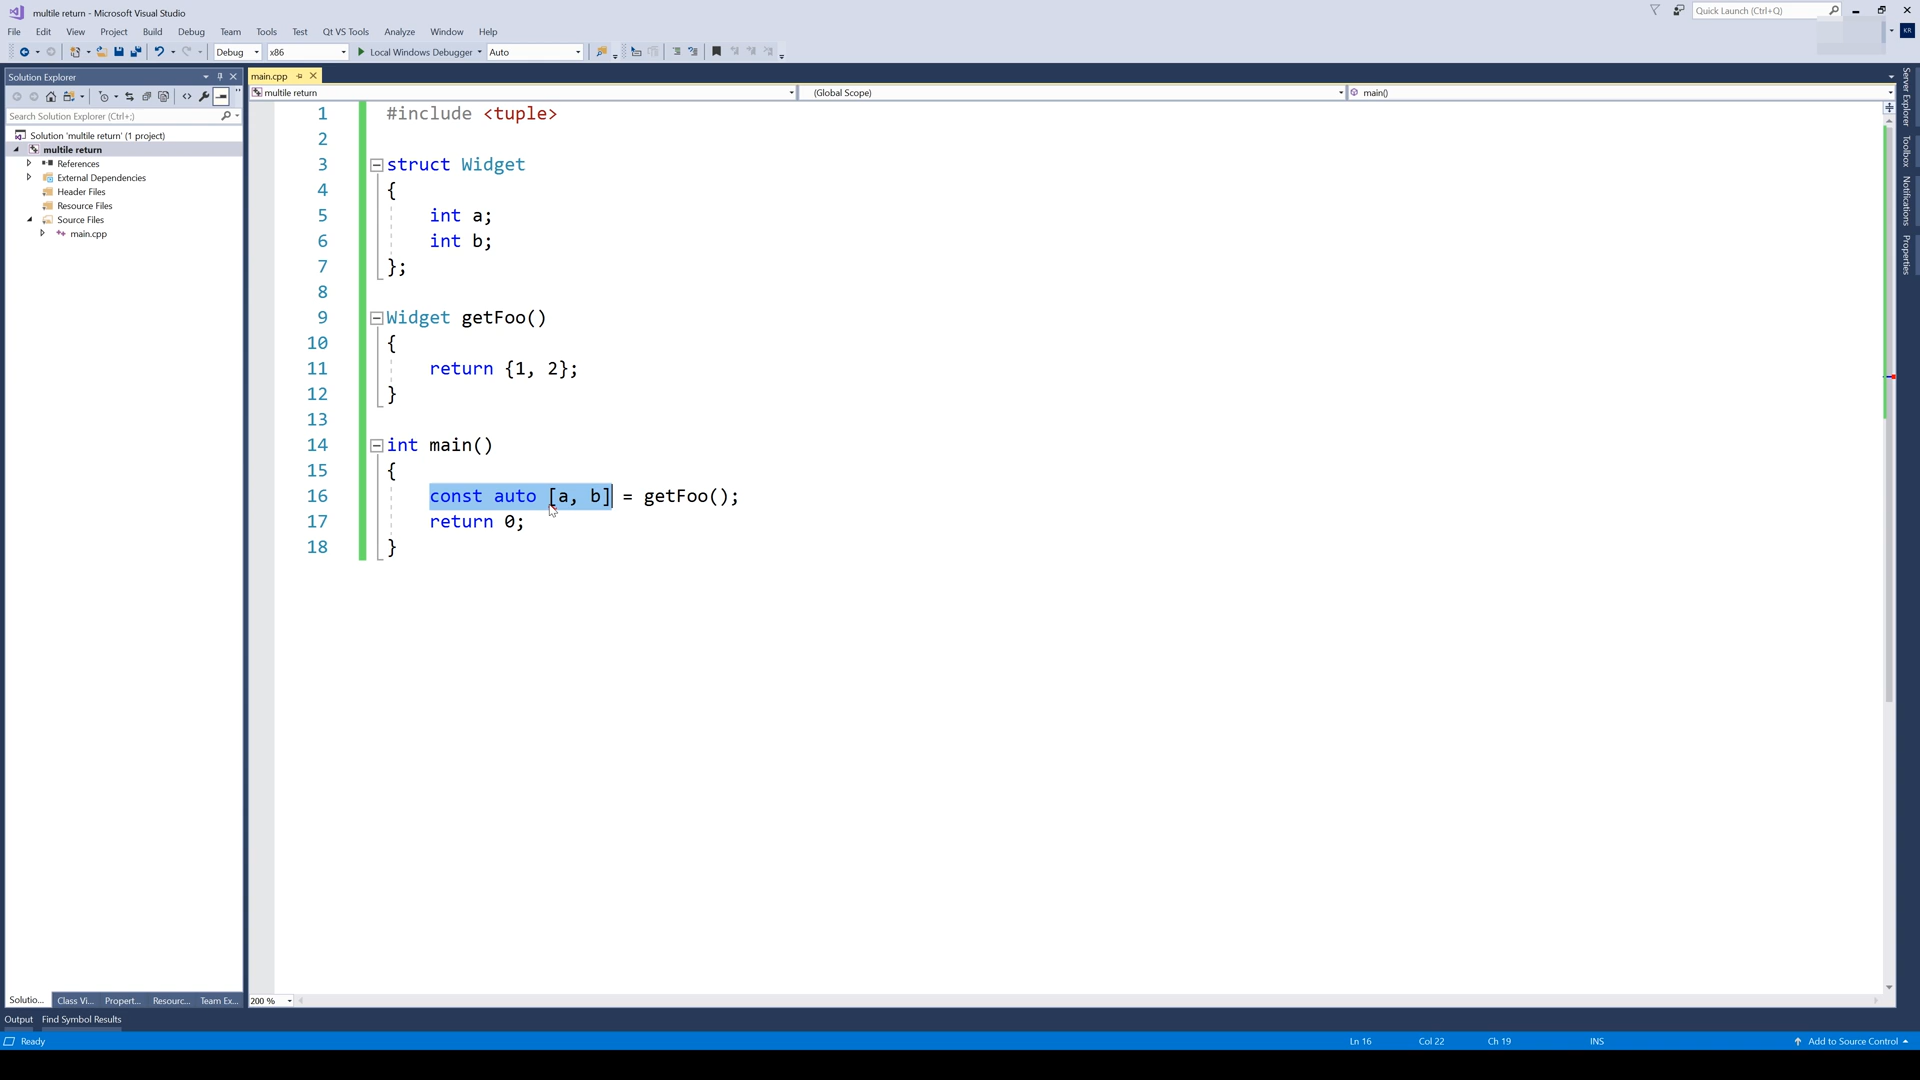 multile return - Microsoft Visual Studio
Quick Launch (Ctrl+Q)
File Edit View Project Build Debug Team Tools Test Qt VS Tools Analyze Window Help
KR
Debug x86 Local Windows Debugger Auto
Solution Explorer
main.cpp
multile return (Global Scope) main()
Search Solution Explorer (Ctrl+;)
Solution 'multile return' (1 project)
multile return
References
External Dependencies
Header Files
Resource Files
Source Files
main.cpp
1 #include <tuple>
2
3 struct Widget
4 {
5 int a;
6 int b;
7 };
8
9 Widget getFoo()
10 {
11 return {1, 2};
12 }
13
14 int main()
15 {
16 const auto [a, b] = getFoo();
17 return 0;
18 }
Server Explorer
Toolbox
Notifications
Properties
Solutio... Class Vi... Propert... Resourc... Team Ex...
200 %
Output Find Symbol Results
Ready Ln 16 Col 22 Ch 19 INS Add to Source Control